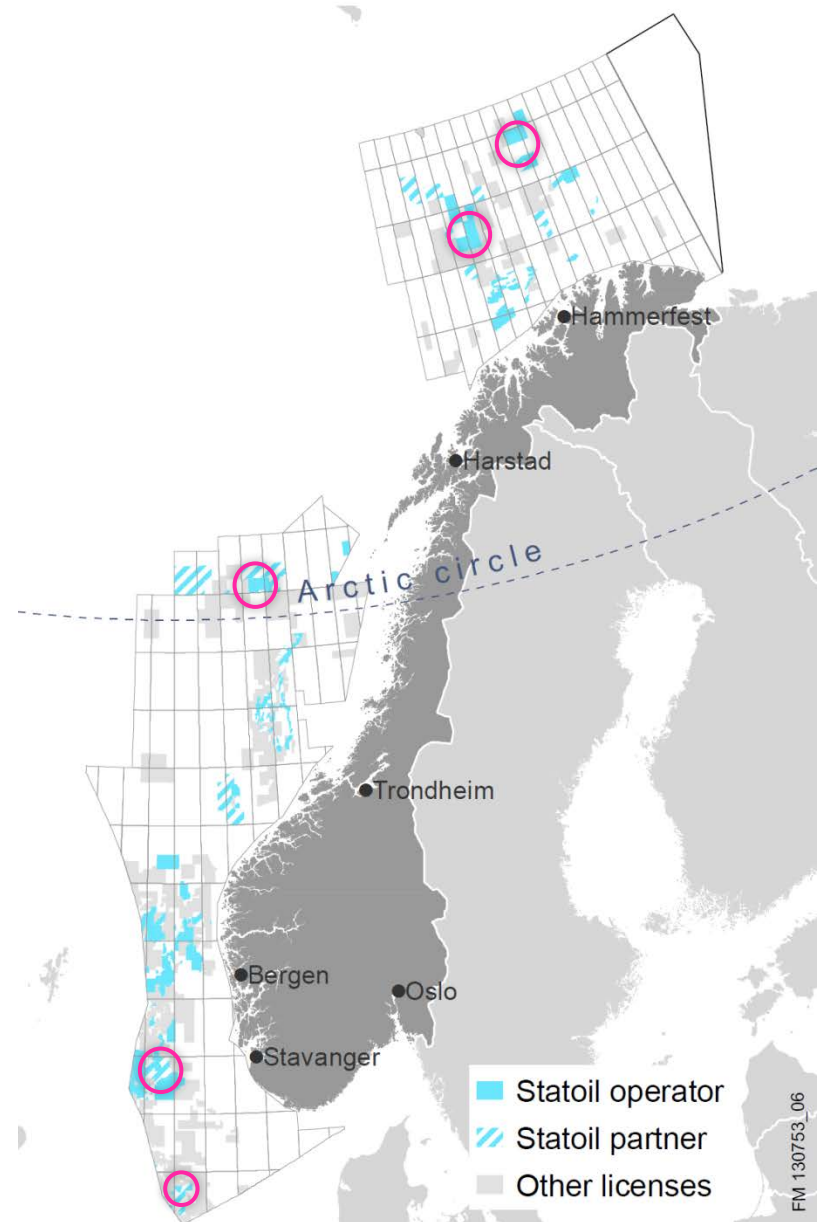 Hammerfest
Harstad
Arctic circle
Trondheim
Bergen
Oslo
Stavanger
Statoil operator
Statoil partner
Other licenses
FM 130753_06